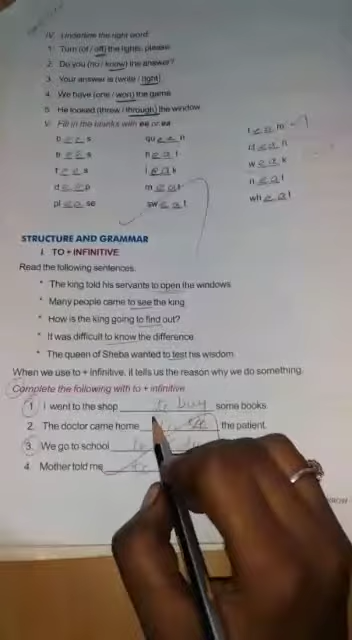 IV. Underline the right word.
1. Turn (of / off) the lights, please.
2. Do you (no / know) the answer?
3. Your answer is (write / right).
4. We have (one / won) the game.
5. He looked (threw / through) the window.
V. Fill in the blanks with ee or ea
b e e s qu e e n t e a m
h e a t w e a k
t e e s l e a k n e a t
d e e p m e a t wh e a t
pl e a se sw e a t
STRUCTURE AND GRAMMAR
I. TO + INFINITIVE
Read the following sentences.
* The king told his servants to open the windows.
* Many people came to see the king.
* How is the king going to find out?
* It was difficult to know the difference.
* The queen of Sheba wanted to test his wisdom.
When we use to + infinitive, it tells us the reason why we do something.
Complete the following with to + infinitive
1. I went to the shop to buy some books.
2. The doctor came home the patient.
3. We go to school
4. Mother told me to